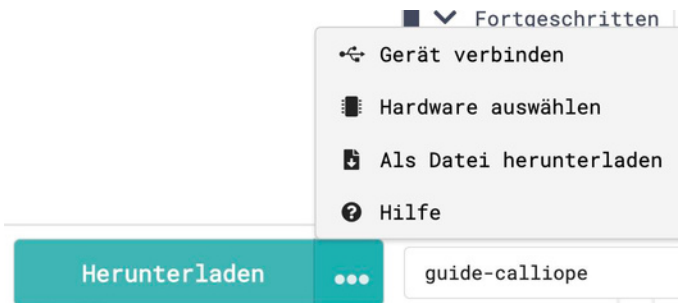 Fortgeschritten
Gerät verbinden
Hardware auswählen
Als Datei herunterladen
Hilfe
Herunterladen
guide-calliope